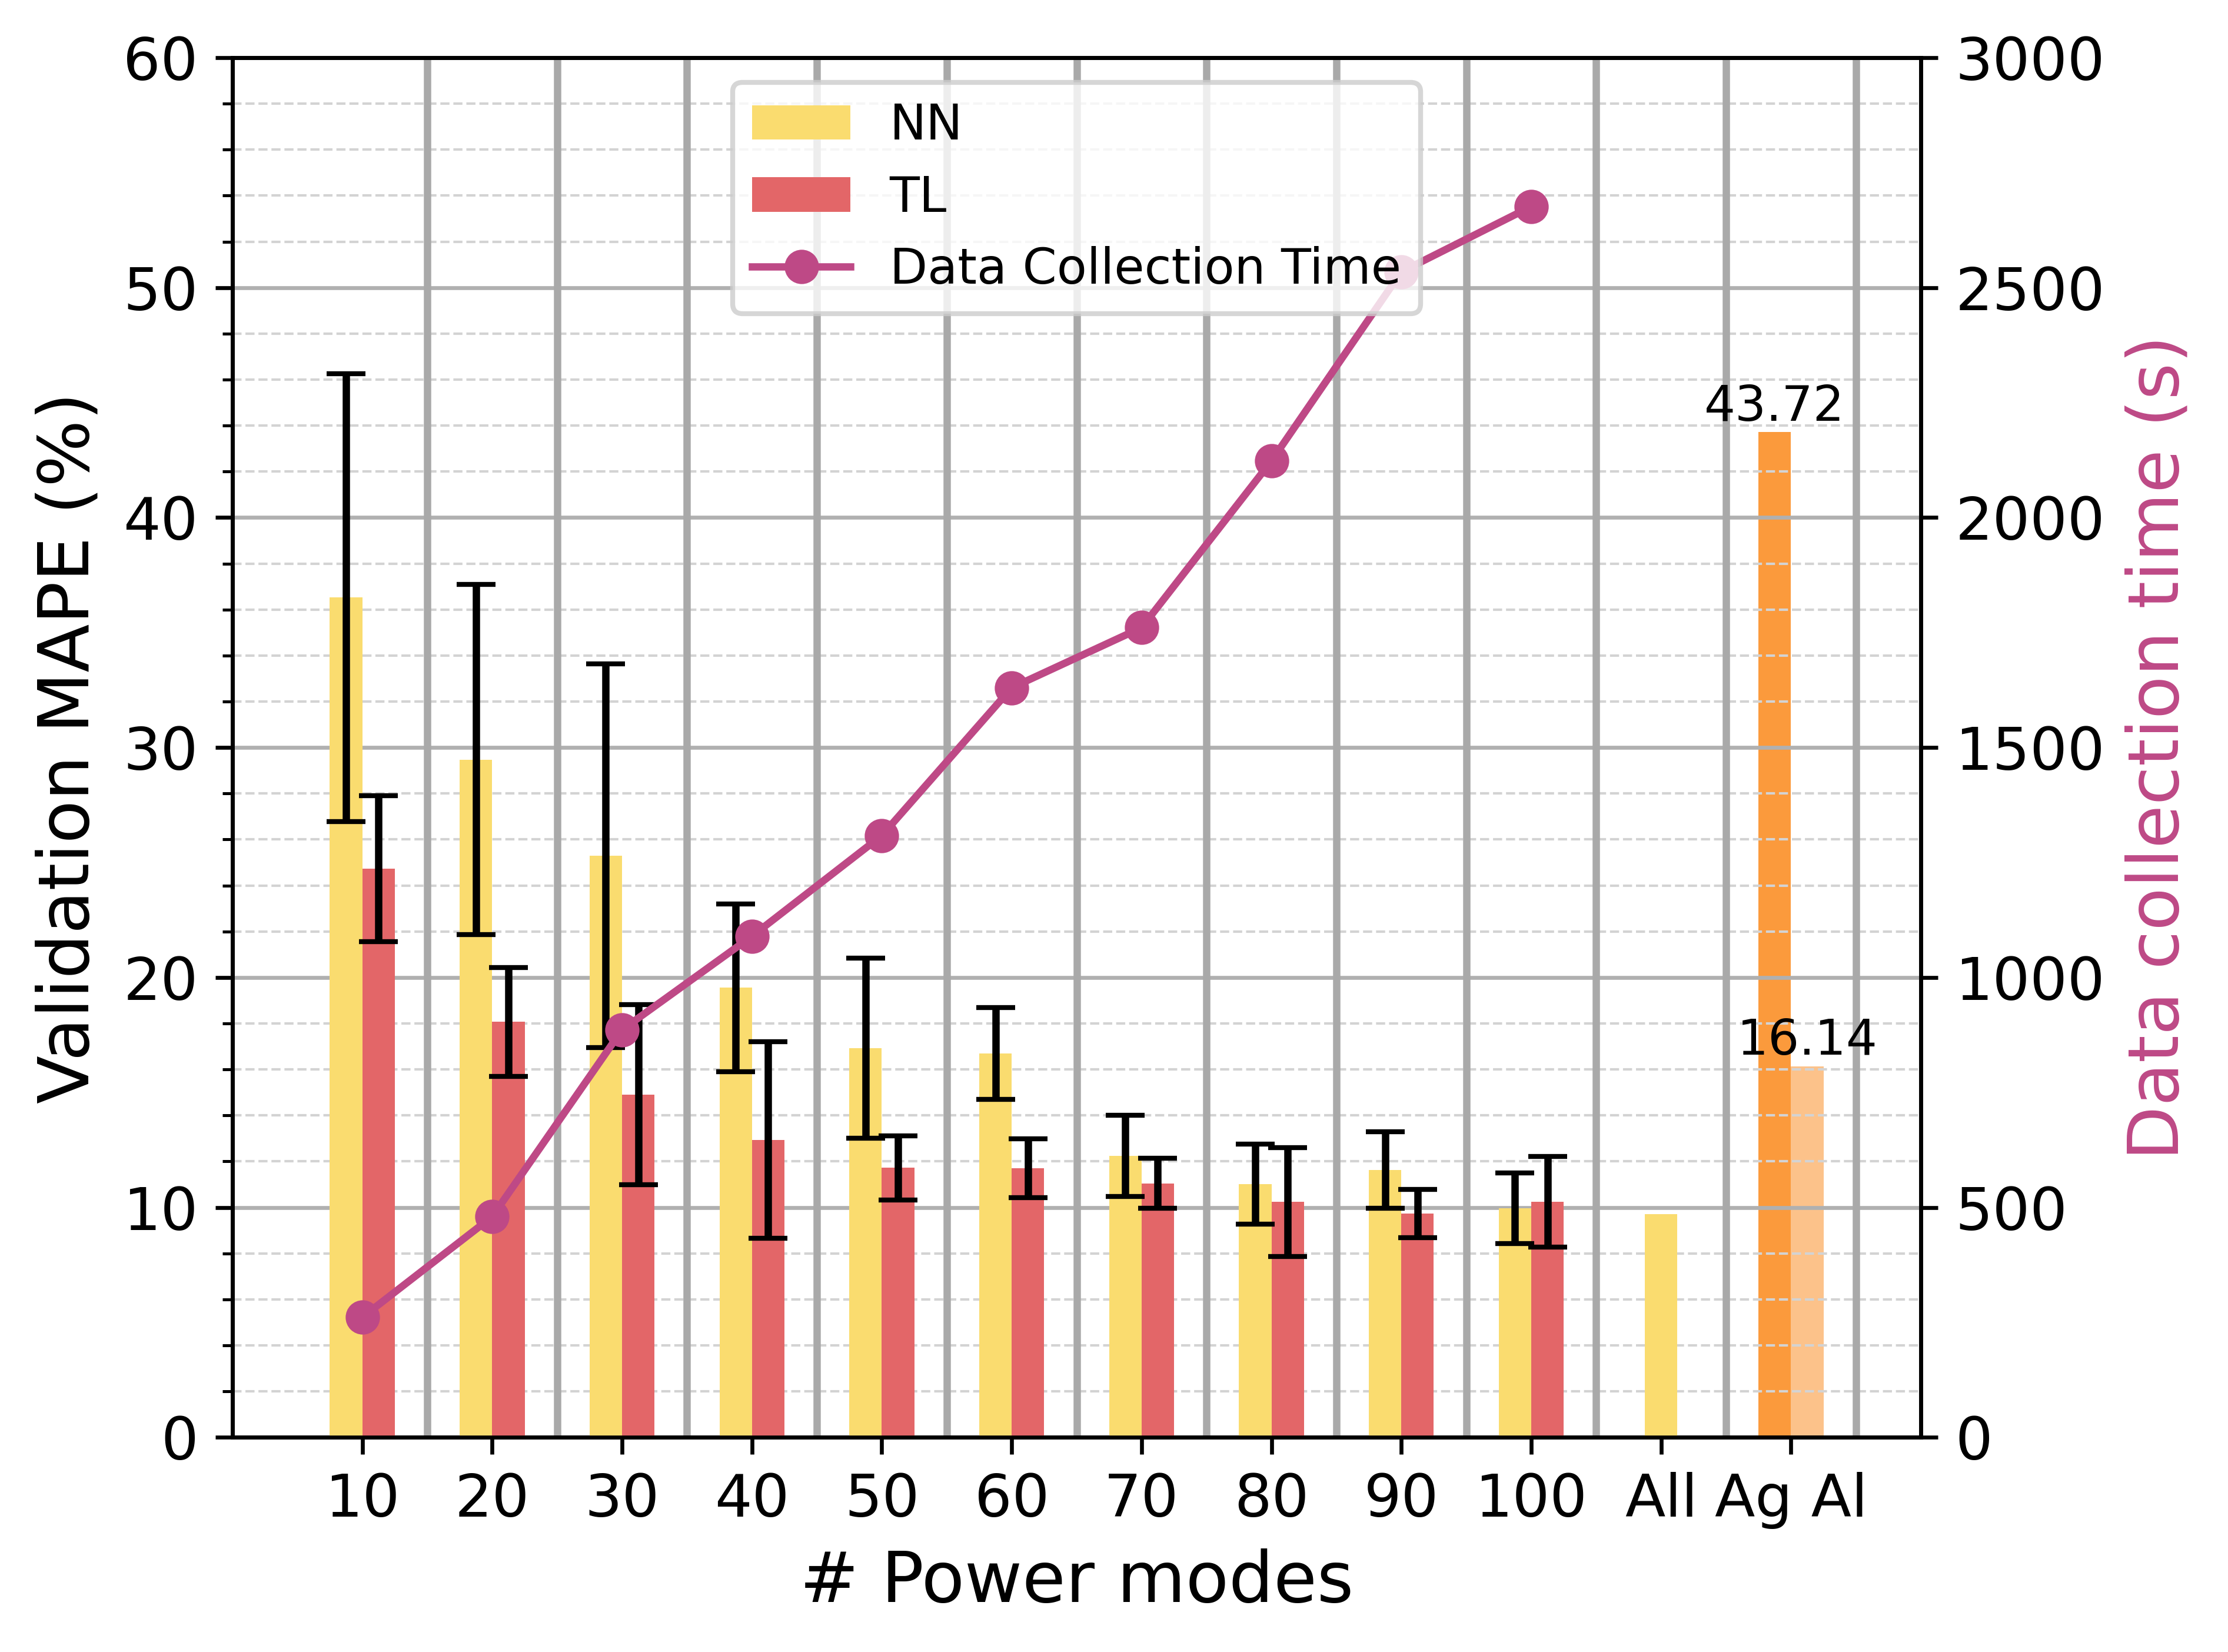 Validation MAPE (%)
60
50
40
30
20
10
0
NN
TL
Data Collection Time
43.72
16.14
3000
2500
2000
1500
1000
500
0
Data collection time (s)
10 20 30 40 50 60 70 80 90 100 All Ag Al
# Power modes